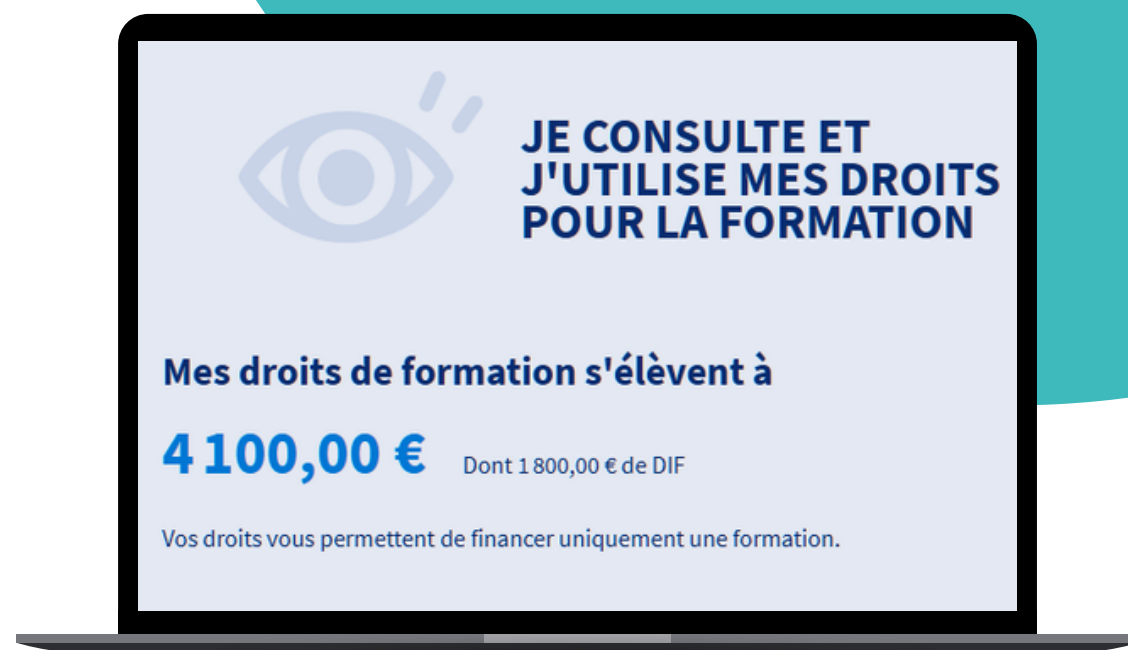 JE CONSULTE ET
J'UTILISE MES DROITS
POUR LA FORMATION
Mes droits de formation s'élèvent à
4 100,00 € Dont 1 800,00 € de DIF
Vos droits vous permettent de financer uniquement une formation.